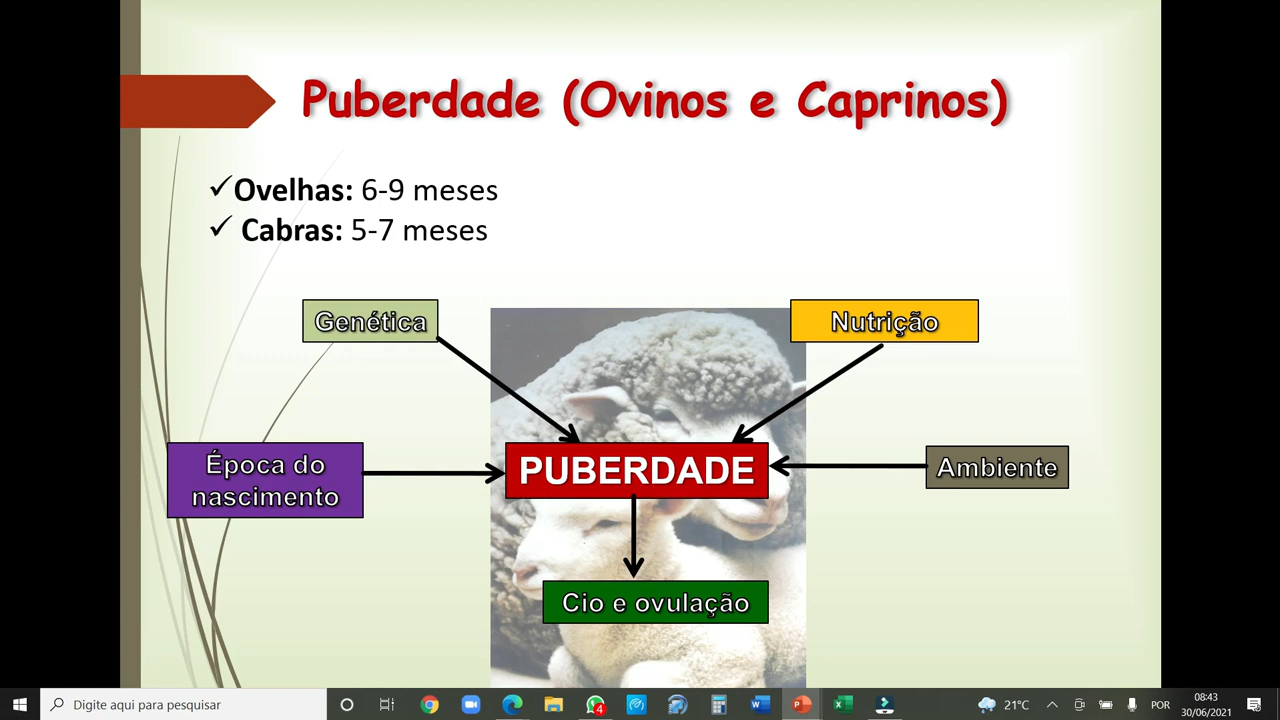 Puberdade (Ovinos e Caprinos)
✓Ovelhas: 6-9 meses
✓ Cabras: 5-7 meses
Genética
Nutrição
Época do
nascimento
PUBERDADE
Ambiente
Cio e ovulação
Digite aqui para pesquisar
4
21°C
POR
08:43
30/06/2021